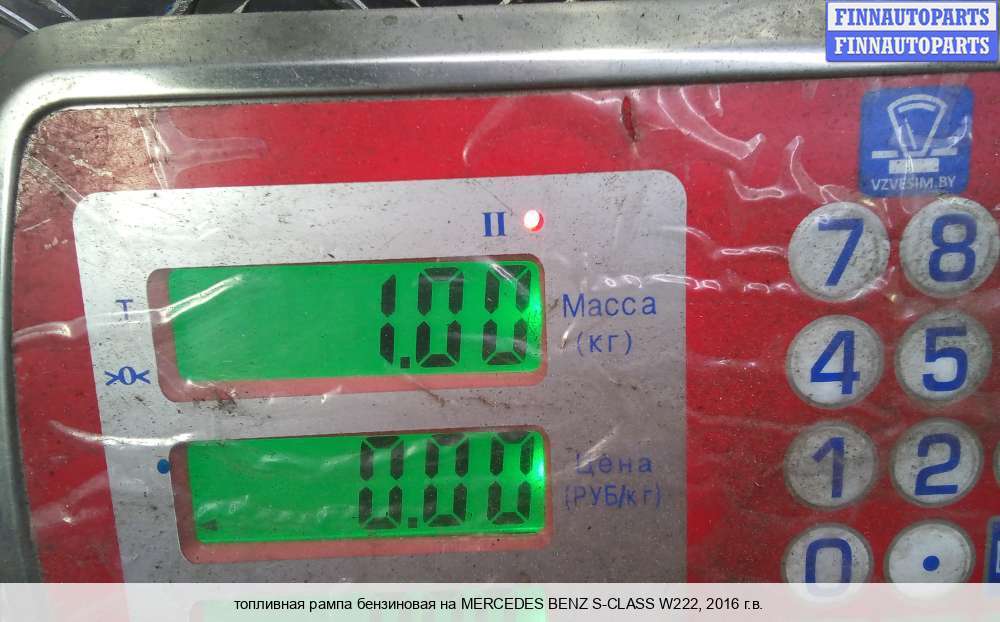 FINNAUTOPARTS
FINNAUTOPARTS
VZVESIM.BY
II
7 8
T
1.00
Масса
(кг)
>0<
4 5
0.00
Цена
(РУБ/кг)
1 2
0 .
топливная рампа бензиновая на MERCEDES BENZ S-CLASS W222, 2016 г.в.